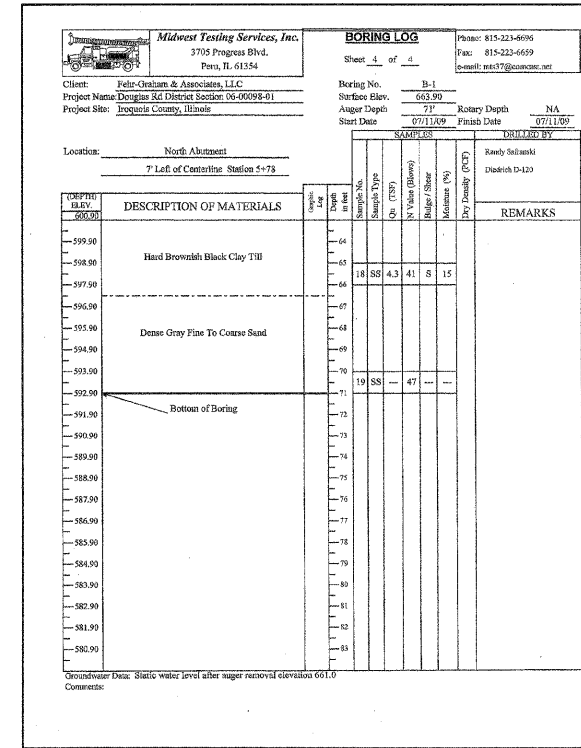 Midwest Testing Services, Inc.
3705 Progress Blvd.
Peru, IL 61354
BORING LOG
Sheet 4 of 4
Phone: 815-223-6696
Fax: 815-223-6659
e-mail: mts37@comcast.net
Client: Fehr-Graham & Associates, LLC
Project Name: Douglas Rd District Section 06-00098-01
Project Site: Iroquois County, Illinois
Boring No. B-1
Surface Elev. 663.90
Auger Depth 71' Rotary Depth NA
Start Date 07/11/09 Finish Date 07/11/09
SAMPLES DRILLED BY
Location: North Abutment
7' Left of Centerline Station 5+78
Diedrich D-120
(DEPTH) ELEV. 600.90
DESCRIPTION OF MATERIALS
Graphic Log
Depth in feet
Sample No.
Sample Type
Qu (TSF)
N Value (Blows)
Bulge / Shear
Moisture (%)
Dry Density (PCF)
REMARKS
599.90 64
598.90 65
Hard Brownish Black Clay Till
18 SS 4.3 41 S 15
597.90 66
596.90 67
595.90 68
Dense Gray Fine To Coarse Sand
594.90 69
593.90 70
19 SS --- 47 --- ---
592.90 71
Bottom of Boring
591.90 72
590.90 73
589.90 74
588.90 75
587.90 76
586.90 77
585.90 78
584.90 79
583.90 80
582.90 81
581.90 82
580.90 83
Groundwater Data: Static water level after auger removal elevation 661.0
Comments: